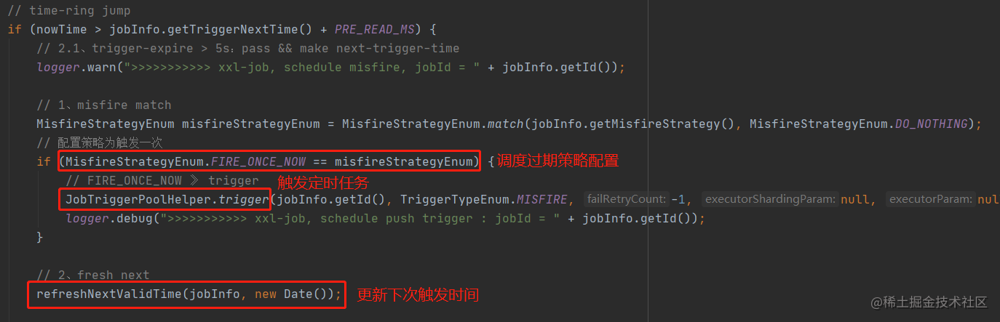 // time-ring jump
if (nowTime > jobInfo.getTriggerNextTime() + PRE_READ_MS) {
// 2.1、trigger-expire > 5s：pass && make next-trigger-time
logger.warn(">>>>>>>>>>> xxl-job, schedule misfire, jobId = " + jobInfo.getId());
// 1、misfire match
MisfireStrategyEnum misfireStrategyEnum = MisfireStrategyEnum.match(jobInfo.getMisfireStrategy(), MisfireStrategyEnum.DO_NOTHING);
// 配置策略为触发一次
if (MisfireStrategyEnum.FIRE_ONCE_NOW == misfireStrategyEnum) { 调度过期策略配置
// FIRE_ONCE_NOW 》 trigger 触发定时任务
JobTriggerPoolHelper.trigger(jobInfo.getId(), TriggerTypeEnum.MISFIRE, failRetryCount: -1, executorShardingParam: null, executorParam: nul
logger.debug(">>>>>>>>>>> xxl-job, schedule push trigger : jobId = " + jobInfo.getId());
}
// 2、fresh next
refreshNextValidTime(jobInfo, new Date()); 更新下次触发时间
@稀土掘金技术社区